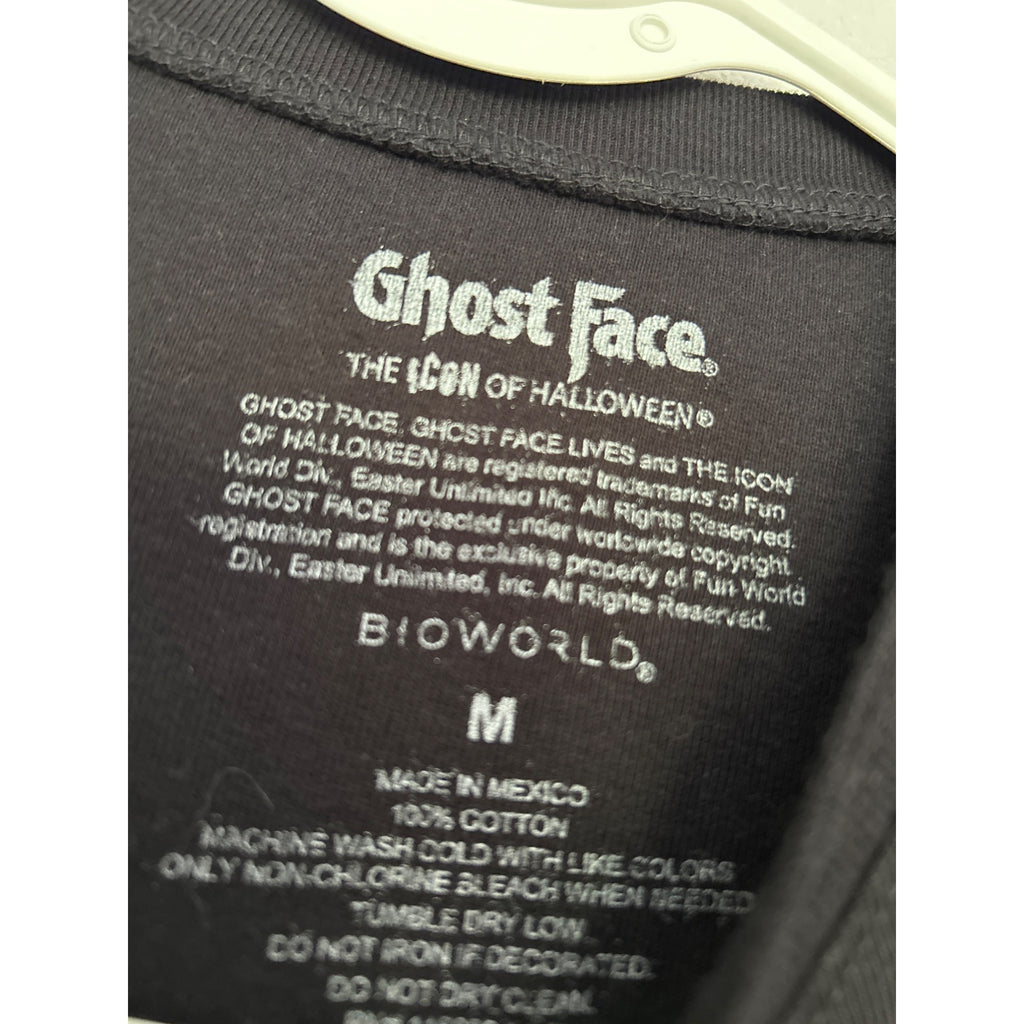 Ghost Face®
THE ICON OF HALLOWEEN®
GHOST FACE, GHOST FACE LIVES and THE ICON
OF HALLOWEEN are registered trademarks of Fun
World Div., Easter Unlimited Inc. All Rights Reserved.
GHOST FACE protected under worldwide copyright
registration and is the exclusive property of Fun World
Div., Easter Unlimited, Inc. All Rights Reserved.
BIOWORLD®
M
MADE IN MEXICO
100% COTTON
MACHINE WASH COLD WITH LIKE COLORS
ONLY NON-CHLORINE BLEACH WHEN NEEDED
TUMBLE DRY LOW
DO NOT IRON IF DECORATED.
DO NOT DRY CLEAN.